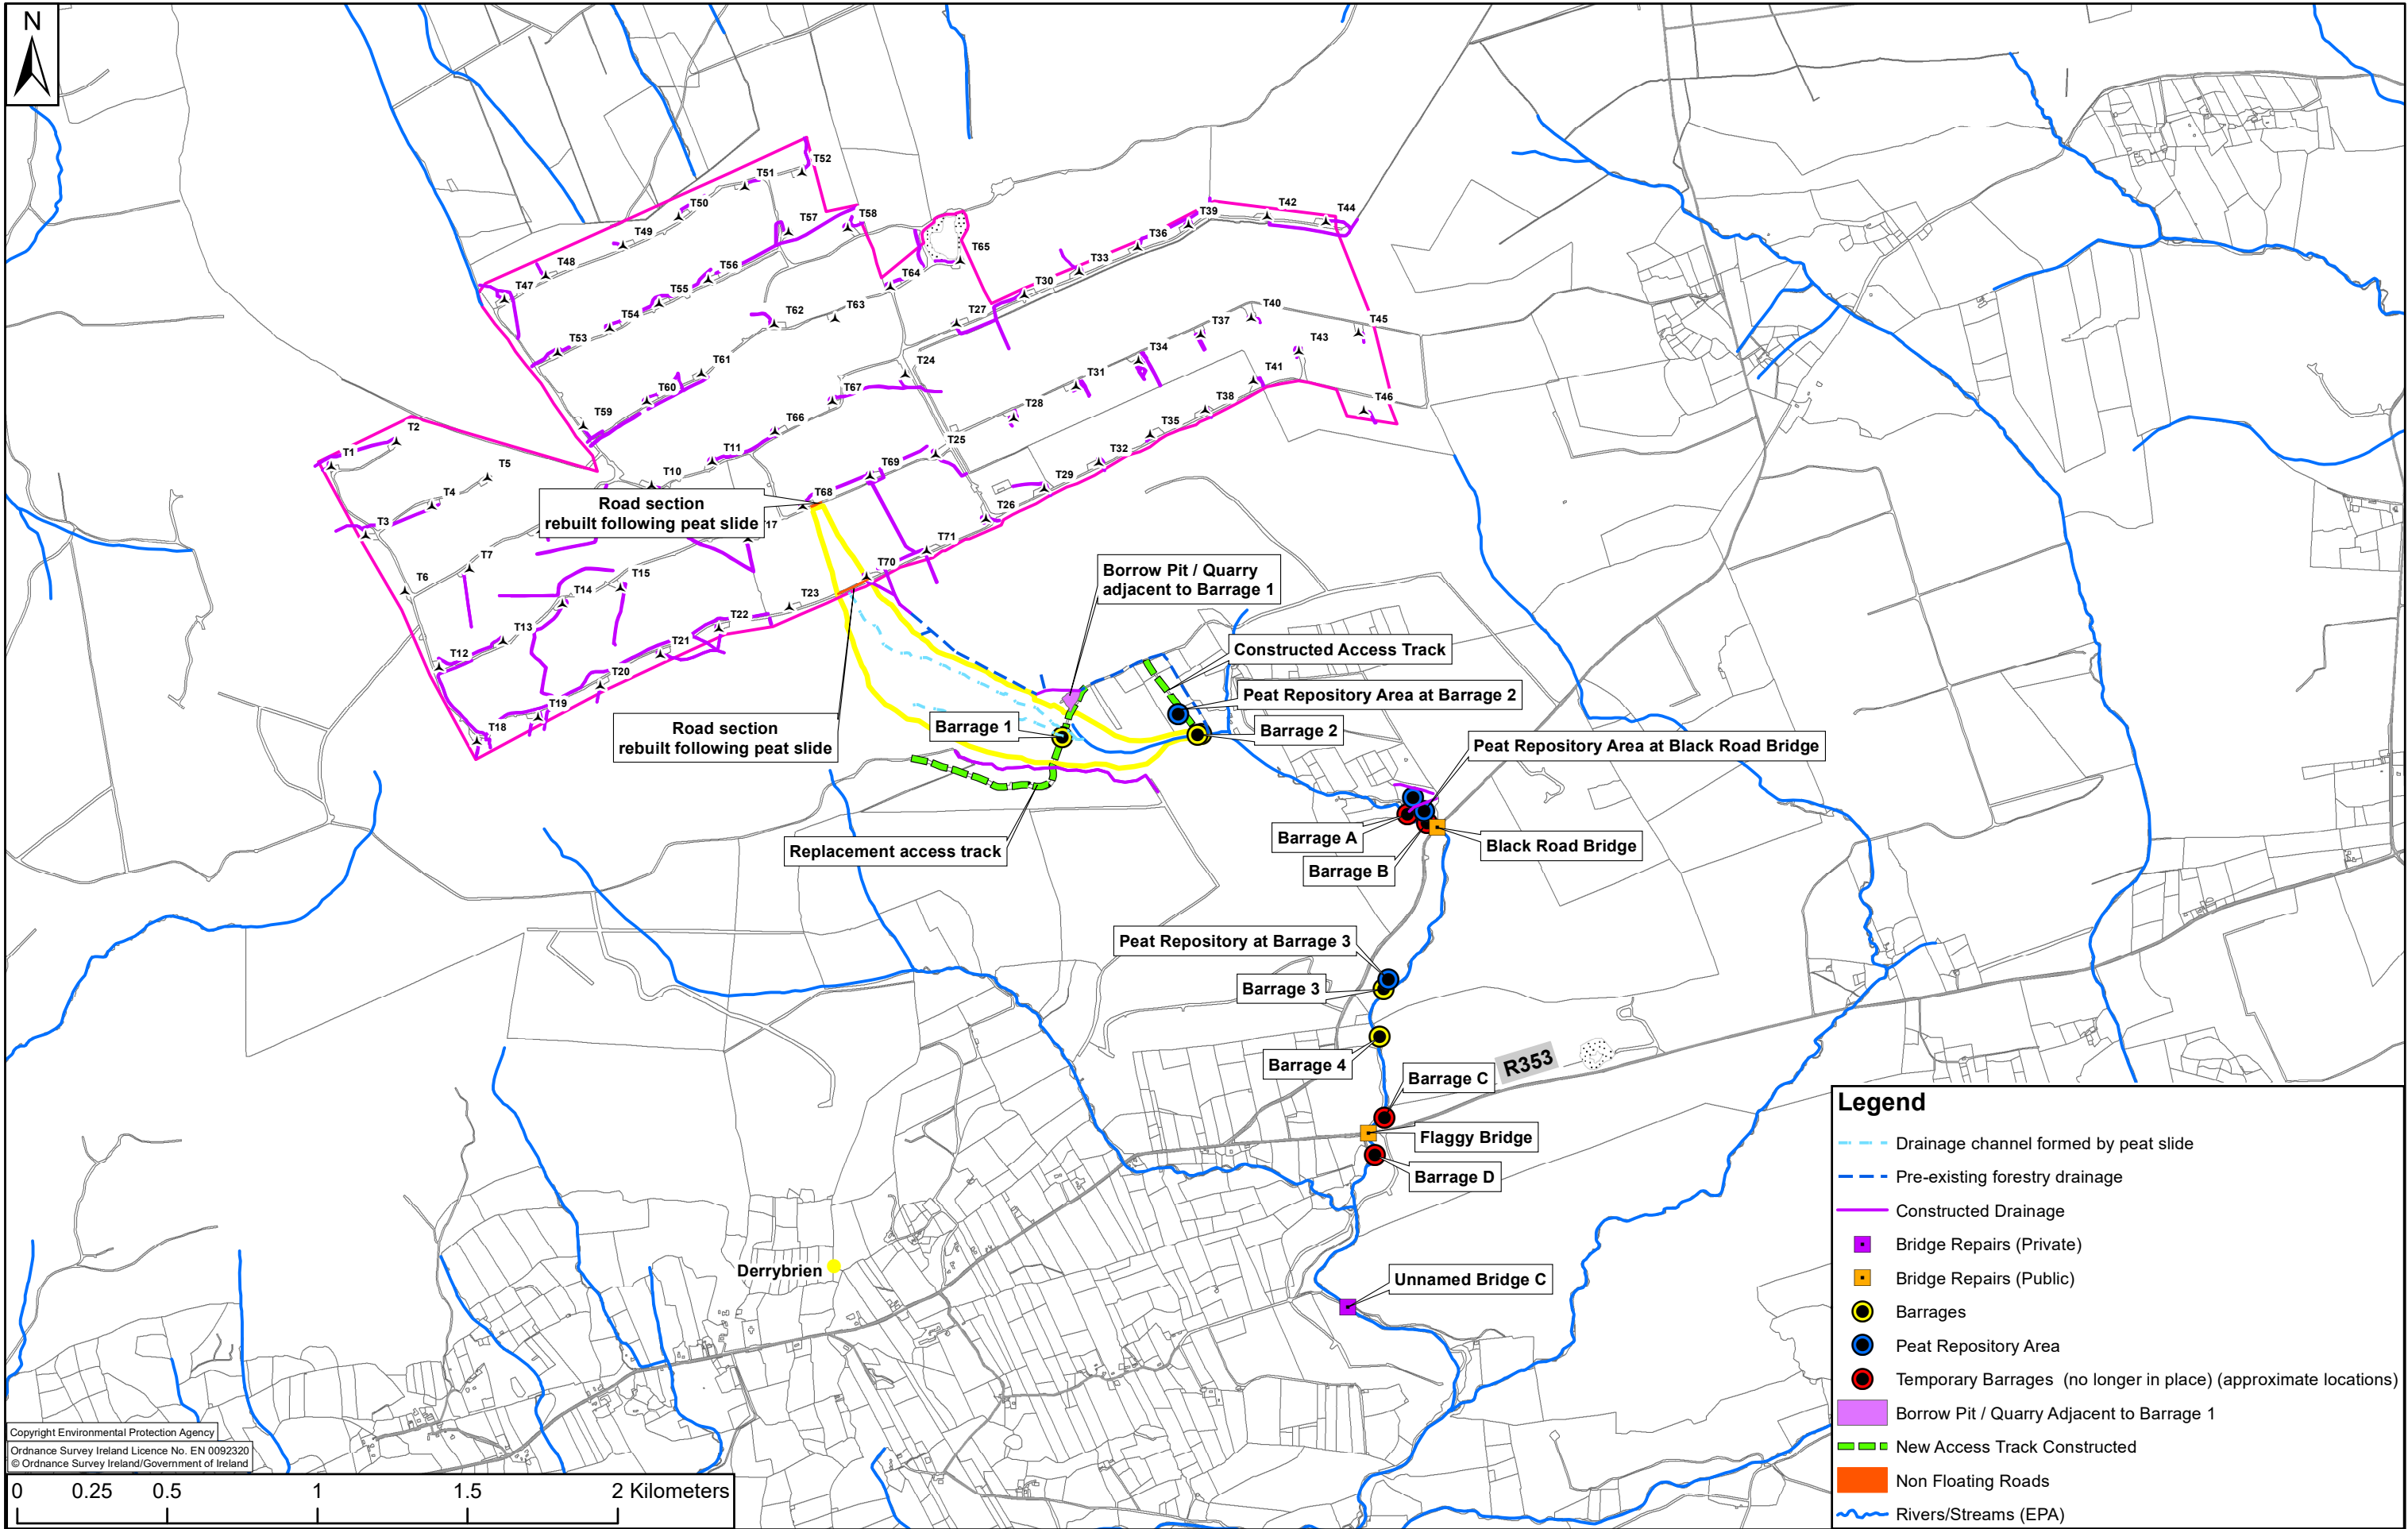 N
T52
T51
T50
T57
T58
T49
T39
T42
T44
T48
T56
T65
T36
T47
T55
T64
T33
T54
T62
T63
T30
T53
T27
T40
T61
T37
T45
T60
T24
T34
T43
T59
T67
T31
T41
T2
T66
T28
T38
T46
T1
T11
T25
T35
T5
T10
T69
T32
T4
T68
T29
T3
T26
Road section
rebuilt following peat slide
17
T7
T71
T6
T15
T70
T14
T23
T13
T22
T12
T21
T20
T19
T18
Borrow Pit / Quarry
adjacent to Barrage 1
Constructed Access Track
Peat Repository Area at Barrage 2
Barrage 1
Barrage 2
Road section
rebuilt following peat slide
Peat Repository Area at Black Road Bridge
Replacement access track
Barrage A
Black Road Bridge
Barrage B
Peat Repository at Barrage 3
Barrage 3
Barrage 4
R353
Barrage C
Flaggy Bridge
Barrage D
Derrybrien
Unnamed Bridge C
Legend
Drainage channel formed by peat slide
Pre-existing forestry drainage
Constructed Drainage
Bridge Repairs (Private)
Bridge Repairs (Public)
Barrages
Peat Repository Area
Temporary Barrages (no longer in place) (approximate locations)
Borrow Pit / Quarry Adjacent to Barrage 1
New Access Track Constructed
Non Floating Roads
Rivers/Streams (EPA)
Copyright Environmental Protection Agency
Ordnance Survey Ireland Licence No. EN 0092320
© Ordnance Survey Ireland/Government of Ireland
0 0.25 0.5 1 1.5 2 Kilometers